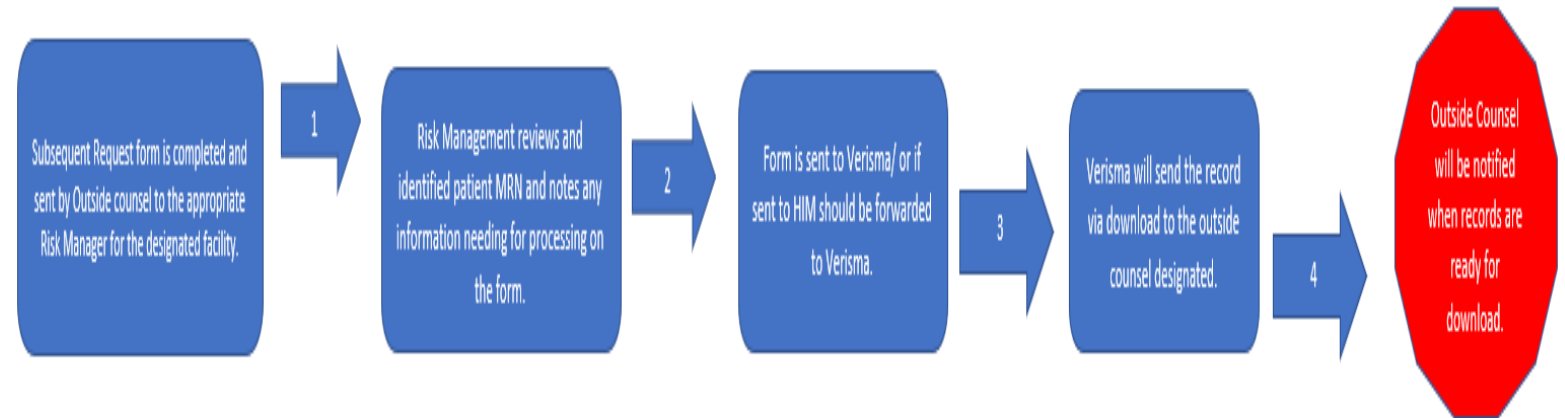 Subsequent Request form is completed and
sent by Outside counsel to the appropriate
Risk Manager for the designated facility.
1
Risk Management reviews and
identified patient MRN and notes any
information needing for processing on
the form.
2
Form is sent to Verisma/ or if
sent to HIM should be forwarded
to Verisma.
3
Verisma will send the record
via download to the outside
counsel designated.
4
Outside Counsel
will be notified
when records are
ready for
download.